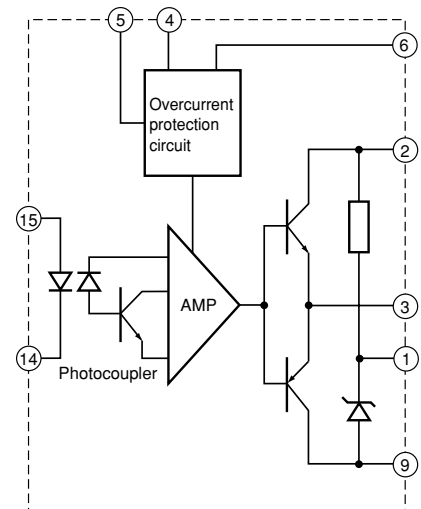 5
4
6
Overcurrent
protection
circuit
2
15
AMP
3
14
Photocoupler
1
9